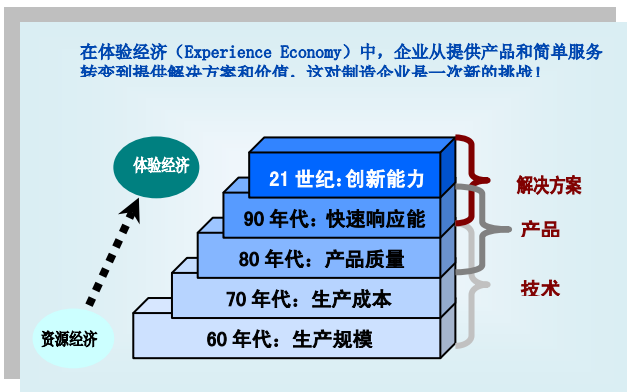 在体验经济（Experience Economy）中，企业从提供产品和简单服务
转变到提供解决方案和价值，这对制造企业是一次新的挑战！
体验经济
21 世纪：创新能力
解决方案
90 年代：快速响应能
产品
80 年代：产品质量
70 年代：生产成本
技术
60 年代：生产规模
资源经济